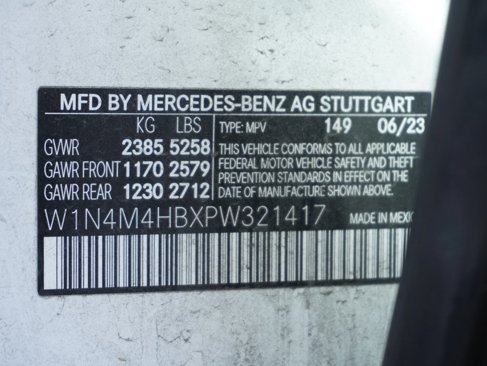 MFD BY MERCEDES-BENZ AG STUTTGART
KG LBS TYPE: MPV 149 06/23
GVWR 2385 5258 THIS VEHICLE CONFORMS TO ALL APPLICABLE
GAWR FRONT 1170 2579 FEDERAL MOTOR VEHICLE SAFETY AND THEFT
PREVENTION STANDARDS IN EFFECT ON THE
GAWR REAR 1230 2712 DATE OF MANUFACTURE SHOWN ABOVE.
W1N4M4HBXPW321417 MADE IN